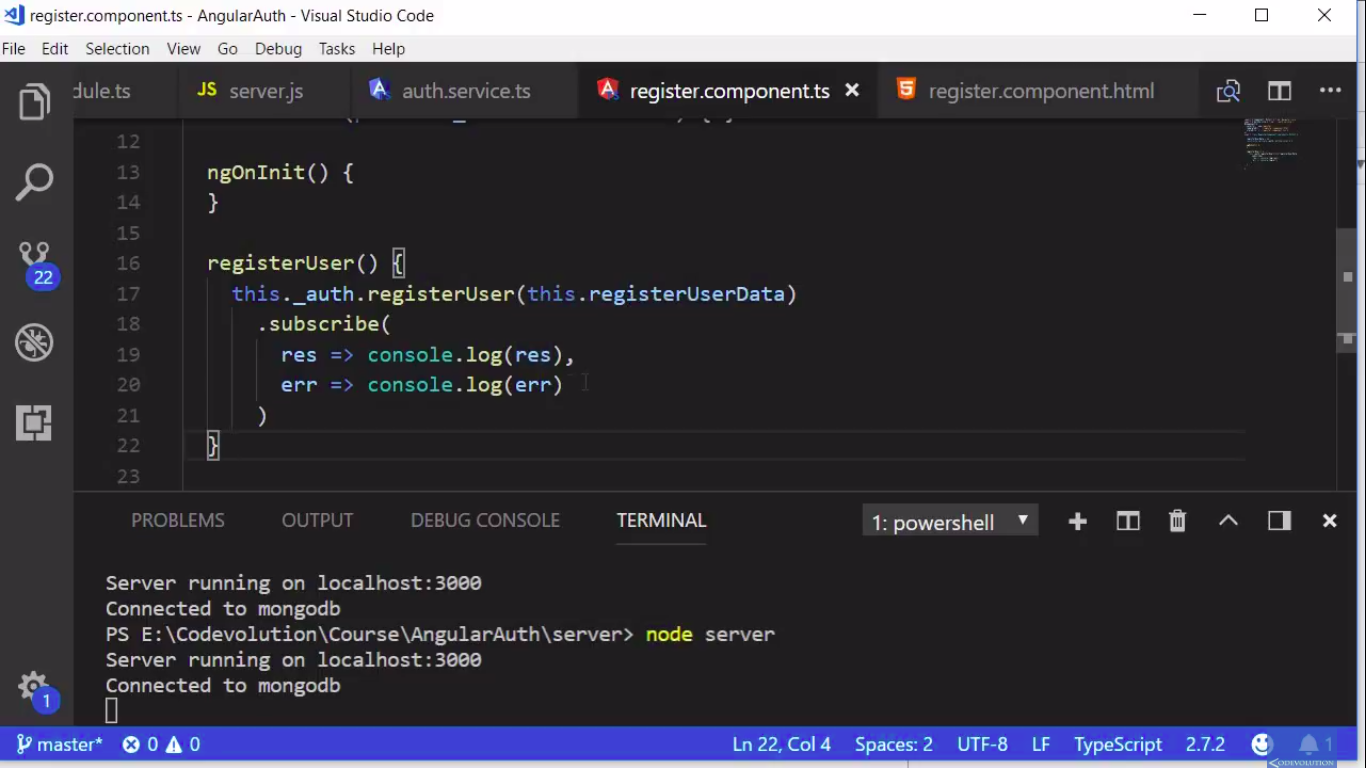 register.component.ts - AngularAuth - Visual Studio Code
File Edit Selection View Go Debug Tasks Help
dule.ts JS server.js auth.service.ts register.component.ts register.component.html
12
13 ngOnInit() {
14 }
15
16 registerUser() {
17 this._auth.registerUser(this.registerUserData)
18 .subscribe(
19 res => console.log(res),
20 err => console.log(err)
21 )
22 }
23
22
PROBLEMS OUTPUT DEBUG CONSOLE TERMINAL 1: powershell
Server running on localhost:3000
Connected to mongodb
PS E:\Codevolution\Course\AngularAuth\server> node server
Server running on localhost:3000
Connected to mongodb
1
master* 0 0 Ln 22, Col 4 Spaces: 2 UTF-8 LF TypeScript 2.7.2 1
CODEVOLUTION